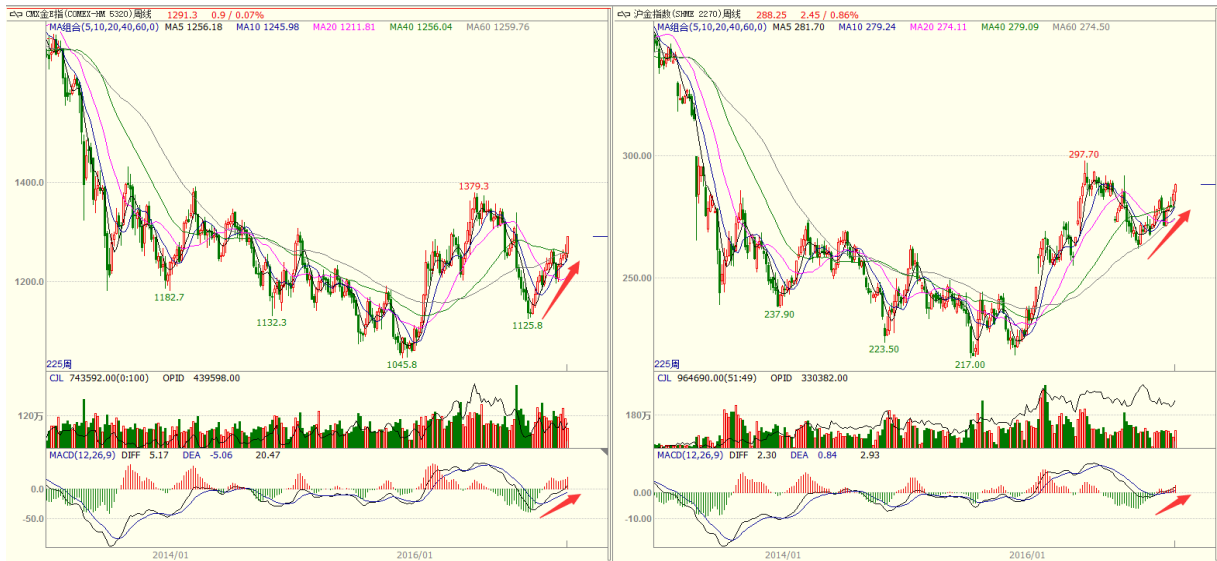 CMX金E指(COMEX-HM 5320)周线 1291.3 0.9 / 0.07%
MA组合(5,10,20,40,60,0) MA5 1256.18 MA10 1245.98 MA20 1211.81 MA40 1256.04 MA60 1259.76
1400.0
1200.0
1182.7
1132.3
1045.8
1379.3
1125.8
225周
CJL 743592.00(0:100) OPID 439598.00
120万
MACD(12,26,9) DIFF 5.17 DEA -5.06 20.47
0.0
-50.0
2014/01
2016/01
沪金指数(SHME 2270)周线 288.25 2.45 / 0.86%
MA组合(5,10,20,40,60,0) MA5 281.70 MA10 279.24 MA20 274.11 MA40 279.09 MA60 274.50
300.00
250.00
297.70
237.90
223.50
217.00
225周
CJL 964690.00(51:49) OPID 330382.00
180万
MACD(12,26,9) DIFF 2.30 DEA 0.84 2.93
0.00
-10.00
2014/01
2016/01